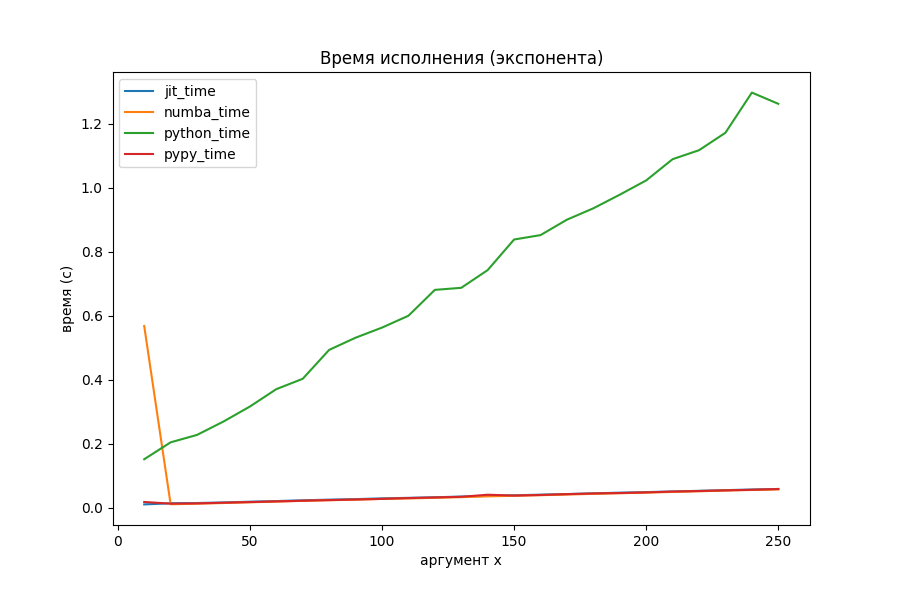 Время исполнения (экспонента)
jit_time
numba_time
python_time
pypy_time
1.2
1.0
0.8
0.6
0.4
0.2
0.0
время (с)
0 50 100 150 200 250
аргумент x